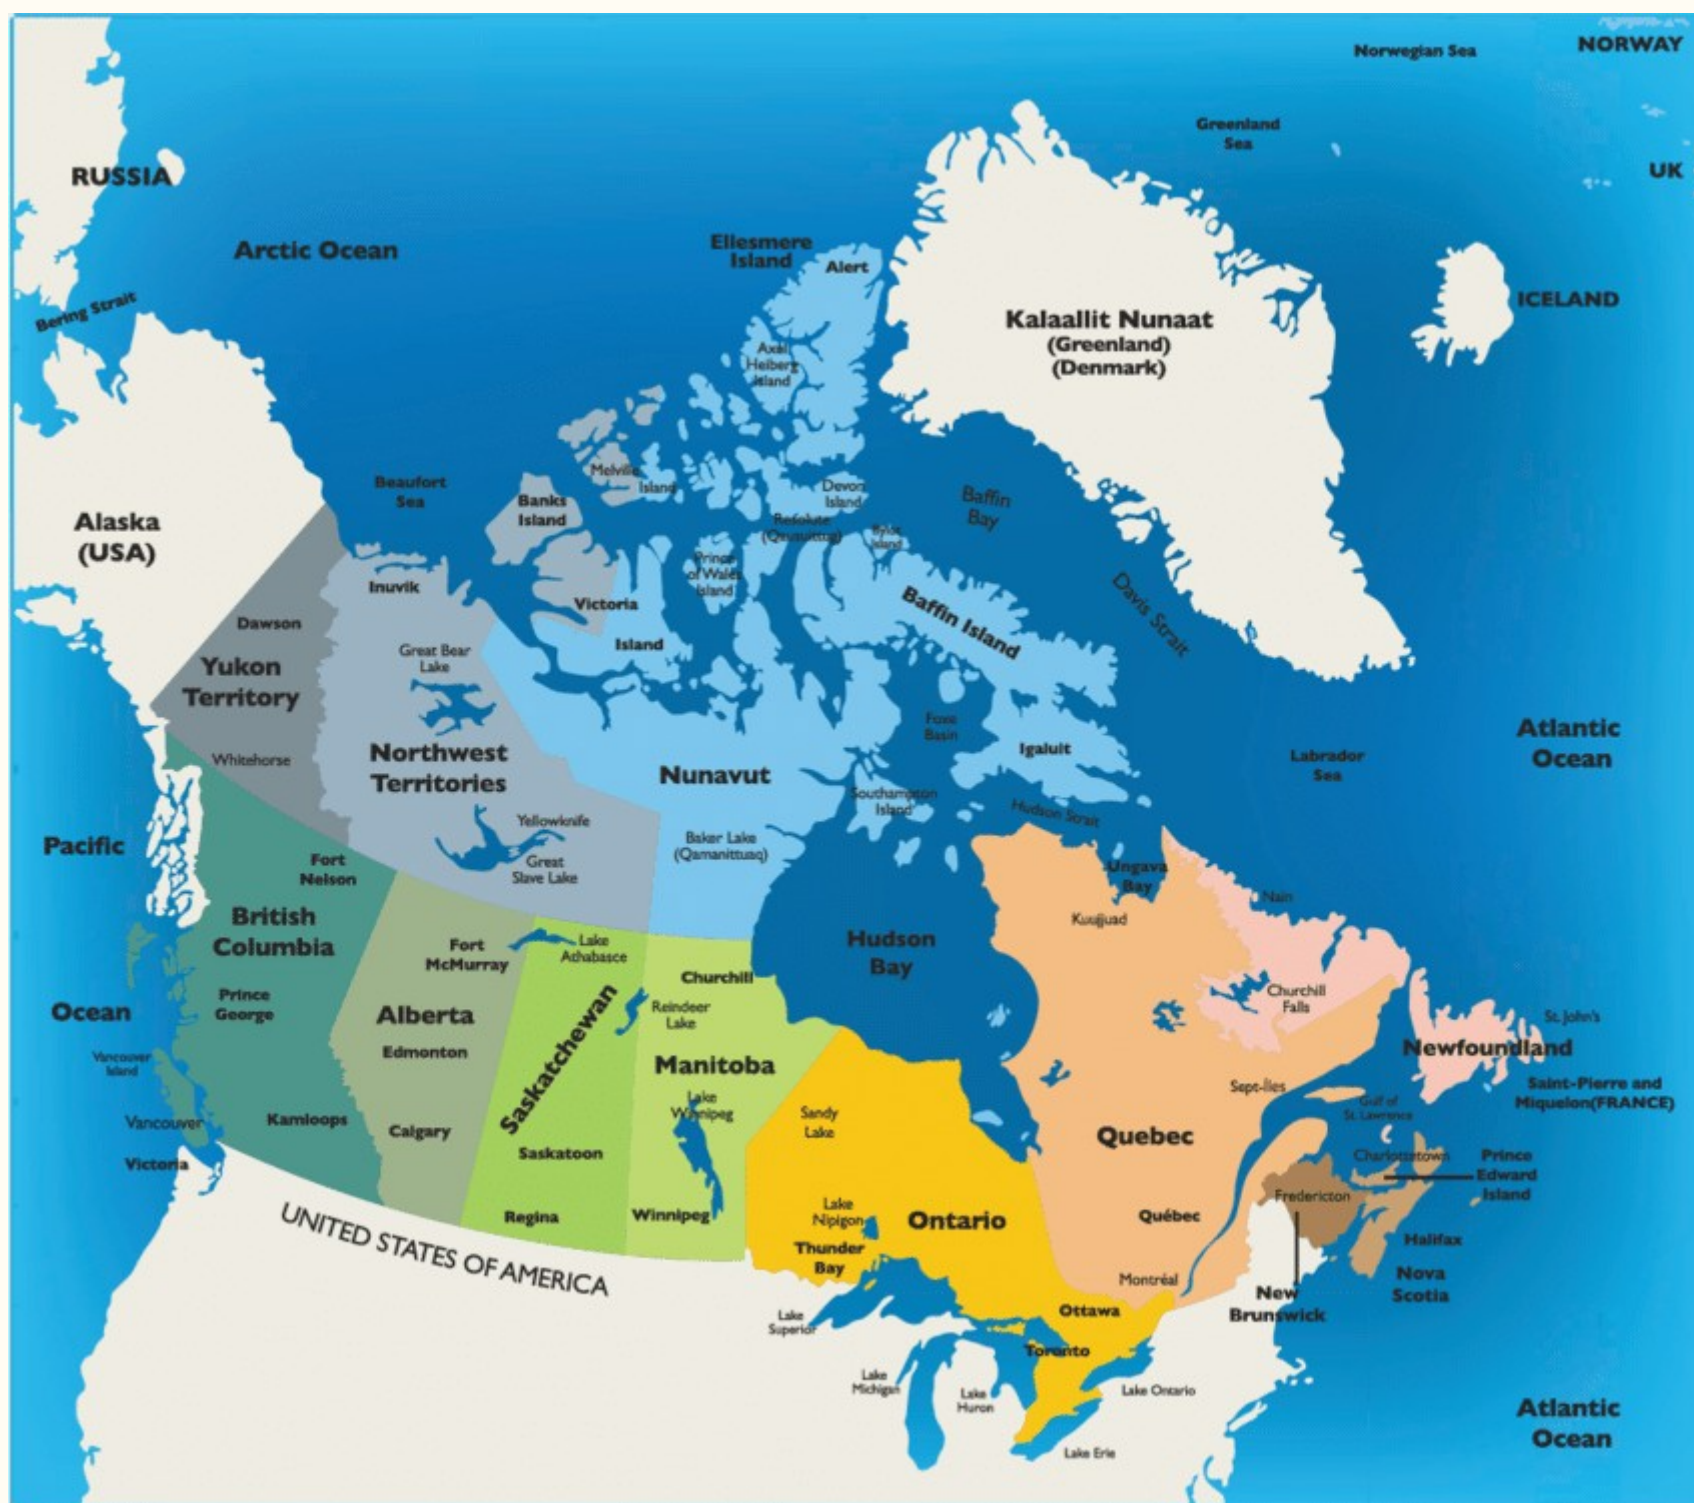 NORWAY
Norwegian Sea
Greenland
Sea
UK
RUSSIA
Arctic Ocean
Ellesmere
Island
Alert
Bering Strait
ICELAND
Kalaallit Nunaat
(Greenland)
(Denmark)
Axel
Heiberg
Island
Beaufort
Sea
Melville
Island
Banks
Island
Devon
Island
Baffin
Bay
Alaska
(USA)
Resolute
(Qausuittuq)
Bylot
Island
Prince
of Wales
Island
Inuvik
Victoria
Island
Baffin Island
Davis Strait
Dawson
Great Bear
Lake
Yukon
Territory
Foxe
Basin
Igaluit
Atlantic
Ocean
Whitehorse
Northwest
Territories
Nunavut
Labrador
Sea
Southampton
Island
Hudson Strait
Yellowknife
Great
Slave Lake
Baker Lake
(Qamanittuaq)
Pacific
Ocean
Fort
Nelson
Ungava
Bay
Nain
Kuujjuad
British
Columbia
Fort
McMurray
Lake
Athabasce
Hudson
Bay
Churchill
Prince
George
Alberta
Saskatchewan
Reindeer
Lake
Churchill
Falls
St. John's
Edmonton
Manitoba
Newfoundland
Vancouver
Island
Lake
Winnipeg
Sept-Îles
Saint-Pierre and
Miquelon(FRANCE)
Gulf of
St. Lawrence
Vancouver
Kamloops
Calgary
Sandy
Lake
Quebec
Victoria
Saskatoon
Charlottetown
Prince
Edward
Island
Fredericton
Regina
Winnipeg
Lake
Nipigon
Ontario
Québec
Halifax
Thunder
Bay
UNITED STATES OF AMERICA
Montréal
Nova
Scotia
New
Brunswick
Ottawa
Lake
Superior
Toronto
Lake
Michigan
Lake
Huron
Lake Ontario
Lake Erie
Atlantic
Ocean